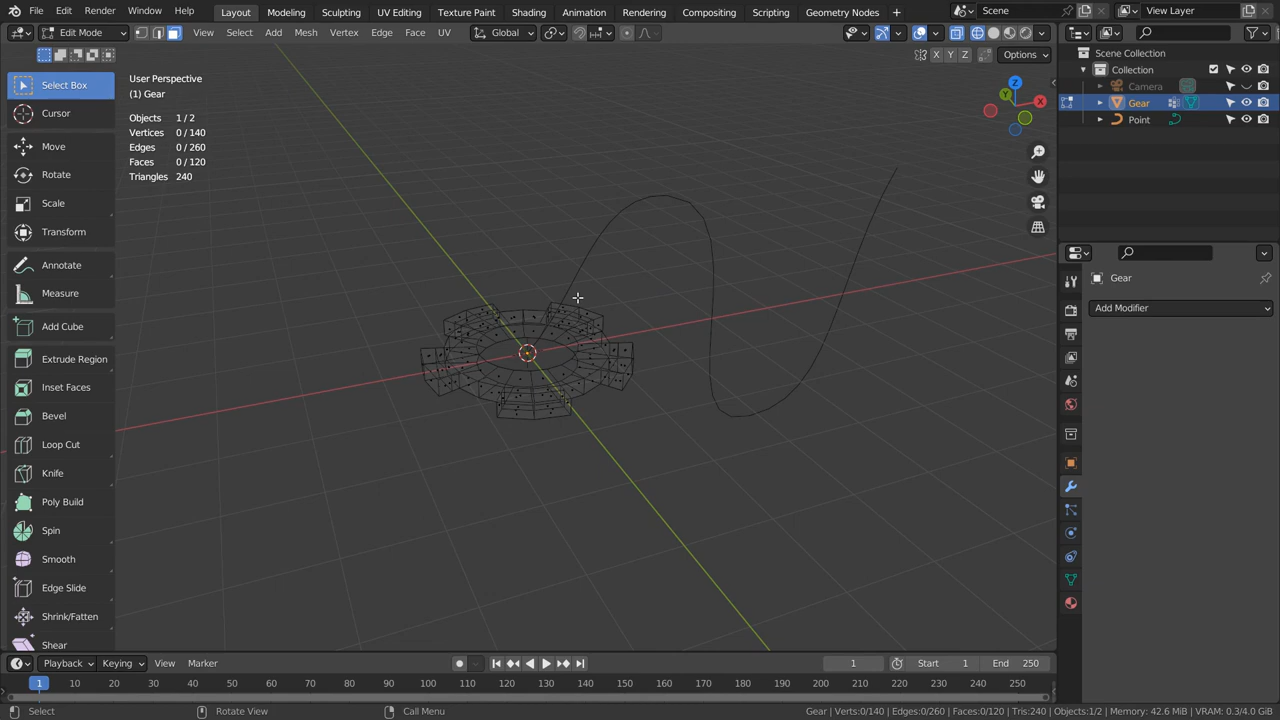 File Edit Render Window Help Layout Modeling Sculpting UV Editing Texture Paint Shading Animation Rendering Compositing Scripting Geometry Nodes + Scene View Layer
Edit Mode View Select Add Mesh Vertex Edge Face UV Global
X Y Z Options
Scene Collection
Collection
Camera
Gear
Point
User Perspective
(1) Gear
Objects 1 / 2
Vertices 0 / 140
Edges 0 / 260
Faces 0 / 120
Triangles 240
Z
Y
X
Select Box
Cursor
Move
Rotate
Scale
Transform
Annotate
Measure
Add Cube
Extrude Region
Inset Faces
Bevel
Loop Cut
Knife
Poly Build
Spin
Smooth
Edge Slide
Shrink/Fatten
Shear
Gear
Add Modifier
Playback Keying View Marker 1 Start 1 End 250
1 10 20 30 40 50 60 70 80 90 100 110 120 130 140 150 160 170 180 190 200 210 220 230 240 250
Select Rotate View Call Menu Gear | Verts:0/140 | Edges:0/260 | Faces:0/120 | Tris:240 | Objects:1/2 | Memory: 42.6 MiB | VRAM: 0.3/4.0 GiB